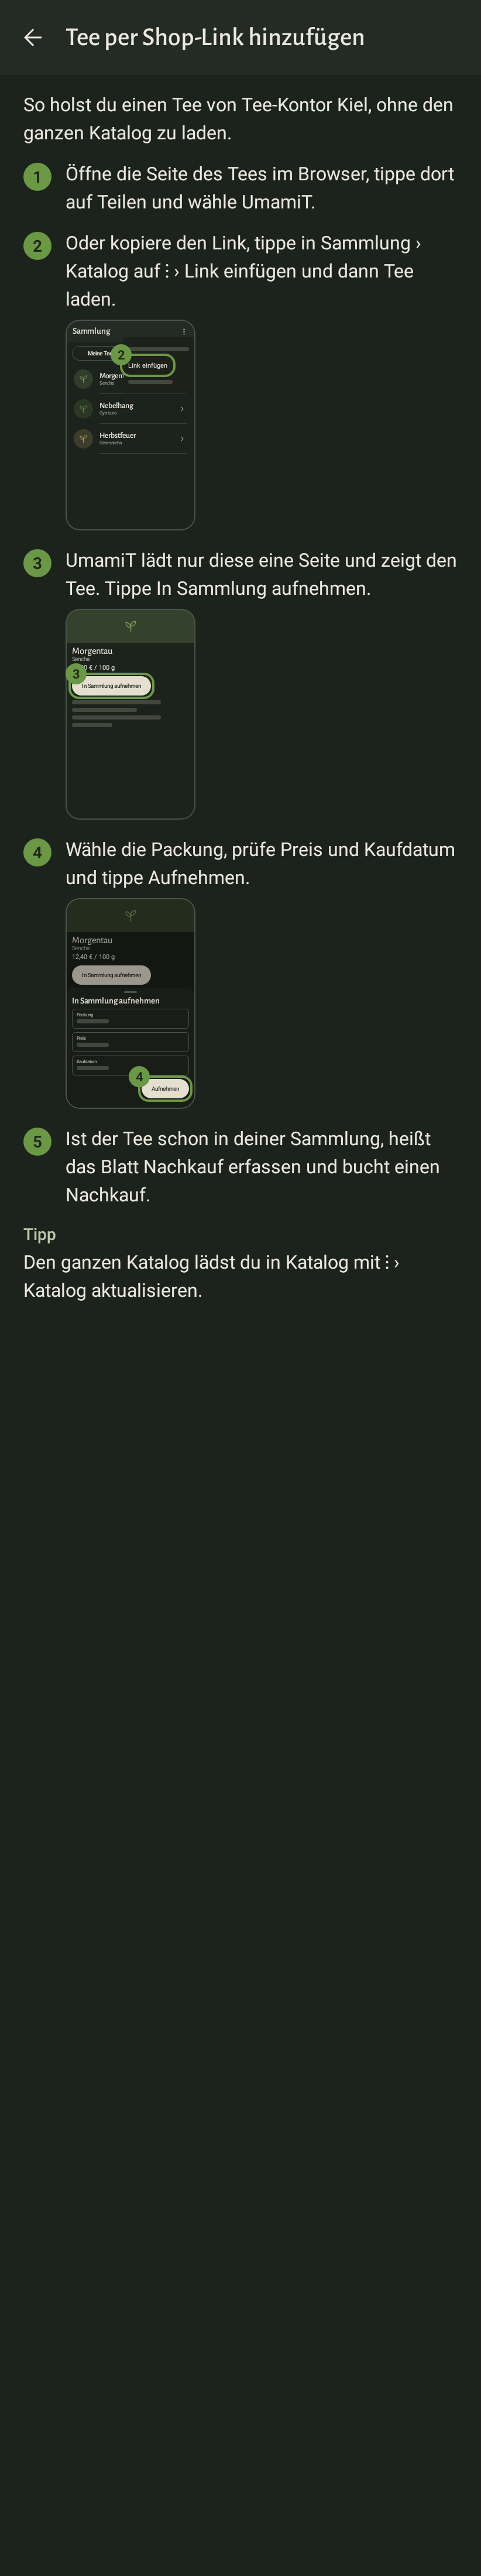 Tee per Shop-Link hinzufügen
So holst du einen Tee von Tee-Kontor Kiel, ohne den
ganzen Katalog zu laden.
1 Öffne die Seite des Tees im Browser, tippe dort
auf Teilen und wähle UmamiT.
2 Oder kopiere den Link, tippe in Sammlung ›
Katalog auf ⋮ › Link einfügen und dann Tee
laden.
Sammlung
Meine
2
Link einfügen
Sencha
Nebelhang
Gyokuro
Herbstfeuer
Genmaicha
3 UmamiT lädt nur diese eine Seite und zeigt den
Tee. Tippe In Sammlung aufnehmen.
Morgentau
Sencha
€ / 100 g
3
In Sammlung aufnehmen
4 Wähle die Packung, prüfe Preis und Kaufdatum
und tippe Aufnehmen.
Morgentau
Sencha
12,40 € / 100 g
In Sammlung aufnehmen
In Sammlung aufnehmen
Packung
Preis
Kaufdatum
4
Aufnehmen
5 Ist der Tee schon in deiner Sammlung, heißt
das Blatt Nachkauf erfassen und bucht einen
Nachkauf.
Tipp
Den ganzen Katalog lädst du in Katalog mit ⋮ ›
Katalog aktualisieren.